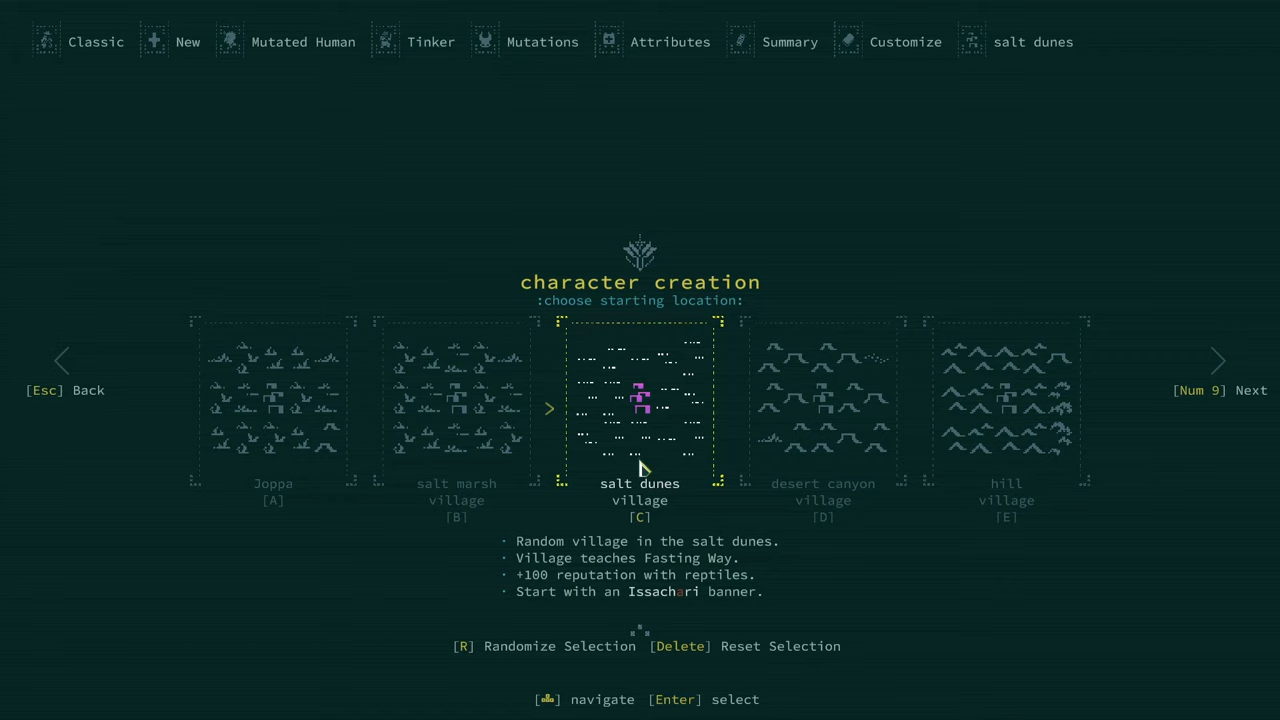 Classic New Mutated Human Tinker Mutations Attributes Summary Customize salt dunes
character creation
:choose starting location:
[Esc] Back
[Num 9] Next
Joppa
[A]
salt marsh
village
[B]
salt dunes
village
[C]
desert canyon
village
[D]
hill
village
[E]
· Random village in the salt dunes.
· Village teaches Fasting Way.
· +100 reputation with reptiles.
· Start with an Issachari banner.
[R] Randomize Selection [Delete] Reset Selection
navigate [Enter] select